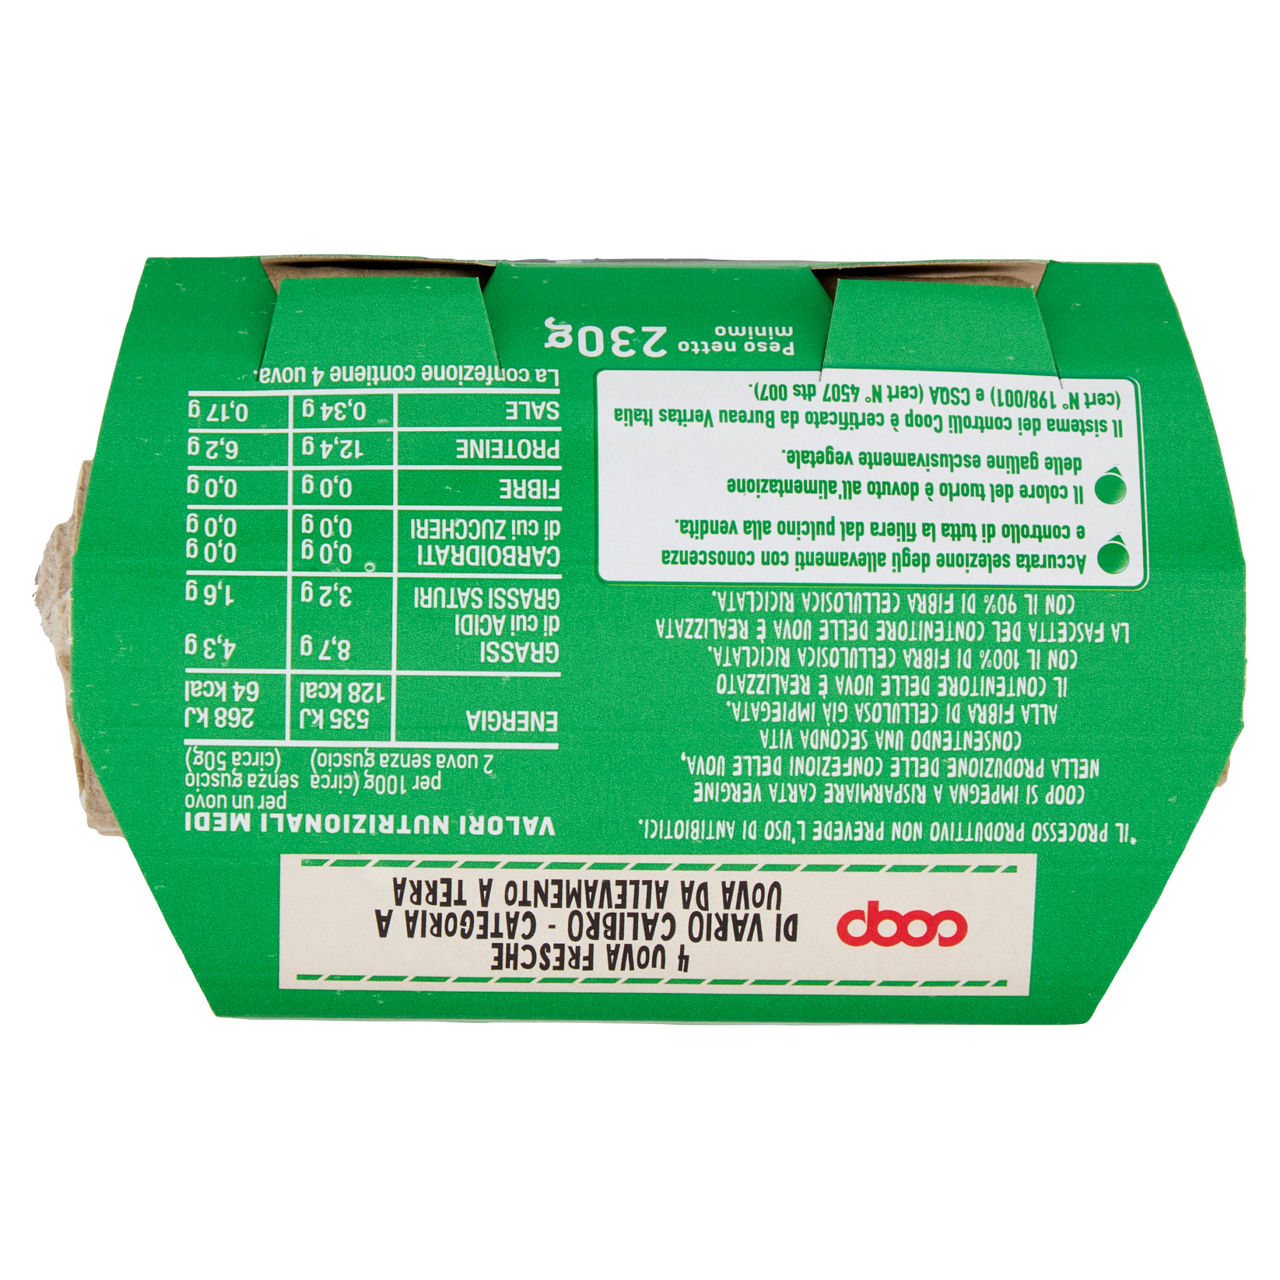 coop
4 UOVA FRESCHE
DI VARIO CALIBRO - CATEGORIA A
UOVA DA ALLEVAMENTO A TERRA
*IL PROCESSO PRODUTTIVO NON PREVEDE L'USO DI ANTIBIOTICI.
COOP SI IMPEGNA A RISPARMIARE CARTA VERGINE
NELLA PRODUZIONE DELLE CONFEZIONI DELLE UOVA,
CONSENTENDO UNA SECONDA VITA
ALLA FIBRA DI CELLULOSA GIÀ IMPIEGATA.
IL CONTENITORE DELLE UOVA È REALIZZATO
CON IL 100% DI FIBRA CELLULOSICA RICICLATA.
LA FASCETTA DEL CONTENITORE DELLE UOVA È REALIZZATA
CON IL 90% DI FIBRA CELLULOSICA RICICLATA.
Accurata selezione degli allevamenti con conoscenza
e controllo di tutta la filiera dal pulcino alla vendita.
Il colore del tuorlo è dovuto all'alimentazione
delle galline esclusivamente vegetale.
Il sistema dei controlli Coop è certificato da Bureau Veritas Italia
(cert N° 198/001) e CSQA (cert N° 4507 dts 007).
Peso netto
minimo 230g
VALORI NUTRIZIONALI MEDI
per 100g (circa
2 uova senza guscio)
per un uovo
senza guscio
(circa 50g)
ENERGIA 535 kJ 268 kJ
128 kcal 64 kcal
GRASSI 8,7 g 4,3 g
di cui ACIDI
GRASSI SATURI 3,2 g 1,6 g
CARBOIDRATI 0,0 g 0,0 g
di cui ZUCCHERI 0,0 g 0,0 g
FIBRE 0,0 g 0,0 g
PROTEINE 12,4 g 6,2 g
SALE 0,34 g 0,17 g
La confezione contiene 4 uova.